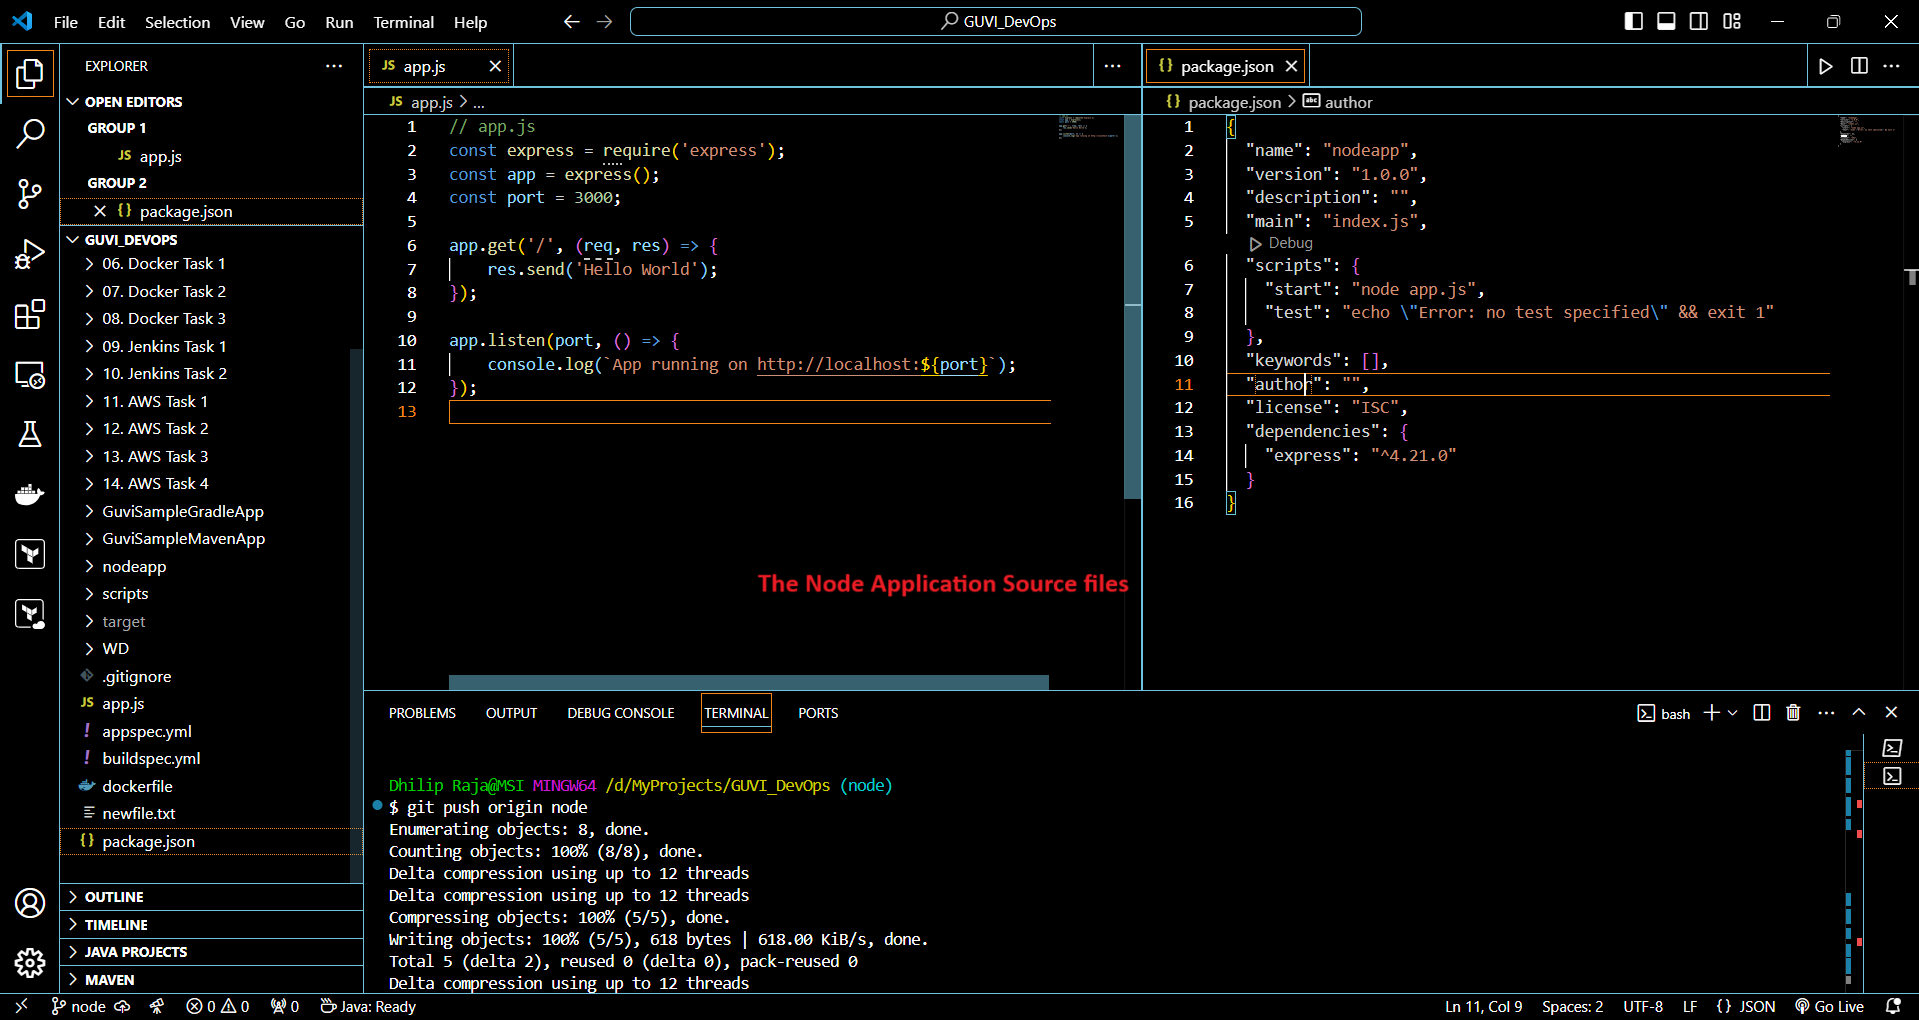 File Edit Selection View Go Run Terminal Help
GUVI_DevOps
EXPLORER
OPEN EDITORS
GROUP 1
JS app.js
GROUP 2
{} package.json
GUVI_DEVOPS
06. Docker Task 1
07. Docker Task 2
08. Docker Task 3
09. Jenkins Task 1
10. Jenkins Task 2
11. AWS Task 1
12. AWS Task 2
13. AWS Task 3
14. AWS Task 4
GuviSampleGradleApp
GuviSampleMavenApp
nodeapp
scripts
target
WD
.gitignore
JS app.js
! appspec.yml
! buildspec.yml
dockerfile
newfile.txt
{} package.json
OUTLINE
TIMELINE
JAVA PROJECTS
MAVEN
JS app.js
JS app.js > ...
1 // app.js
2 const express = require('express');
3 const app = express();
4 const port = 3000;
5
6 app.get('/', (req, res) => {
7 res.send('Hello World');
8 });
9
10 app.listen(port, () => {
11 console.log(`App running on http://localhost:${port}`);
12 });
13
The Node Application Source files
{} package.json
{} package.json > abc author
1 {
2 "name": "nodeapp",
3 "version": "1.0.0",
4 "description": "",
5 "main": "index.js",
Debug
6 "scripts": {
7 "start": "node app.js",
8 "test": "echo \"Error: no test specified\" && exit 1"
9 },
10 "keywords": [],
11 "author": "",
12 "license": "ISC",
13 "dependencies": {
14 "express": "^4.21.0"
15 }
16 }
PROBLEMS OUTPUT DEBUG CONSOLE TERMINAL PORTS
bash
Dhilip Raja@MSI MINGW64 /d/MyProjects/GUVI_DevOps (node)
$ git push origin node
Enumerating objects: 8, done.
Counting objects: 100% (8/8), done.
Delta compression using up to 12 threads
Delta compression using up to 12 threads
Compressing objects: 100% (5/5), done.
Writing objects: 100% (5/5), 618 bytes | 618.00 KiB/s, done.
Total 5 (delta 2), reused 0 (delta 0), pack-reused 0
Delta compression using up to 12 threads
node 0 0 0 Java: Ready
Ln 11, Col 9 Spaces: 2 UTF-8 LF {} JSON Go Live